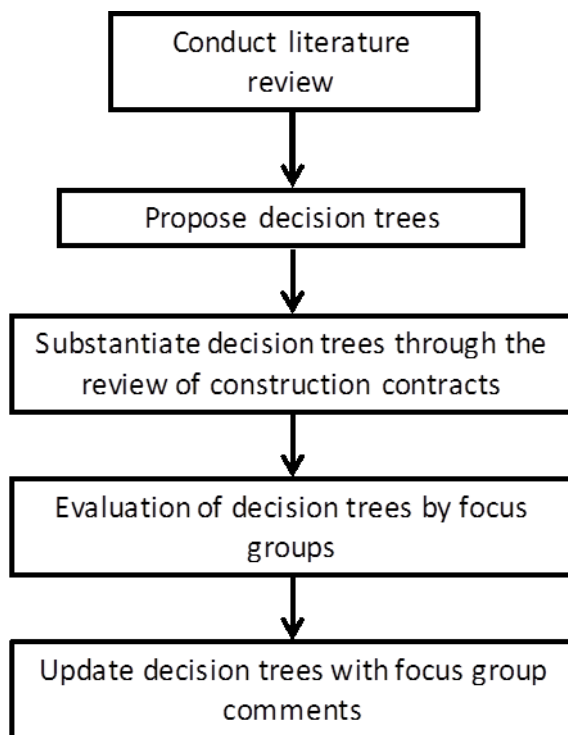 Conduct literature
review
Propose decision trees
Substantiate decision trees through the
review of construction contracts
Evaluation of decision trees by focus
groups
Update decision trees with focus group
comments